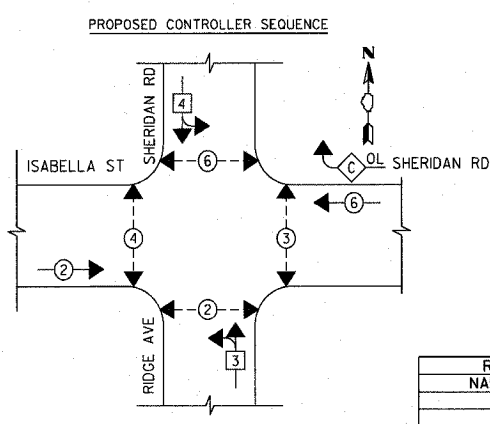 PROPOSED CONTROLLER SEQUENCE
SHERIDAN RD
N
4
ISABELLA ST
6
C
OL
SHERIDAN RD
6
4
3
2
2
RIDGE AVE
3
R
NA